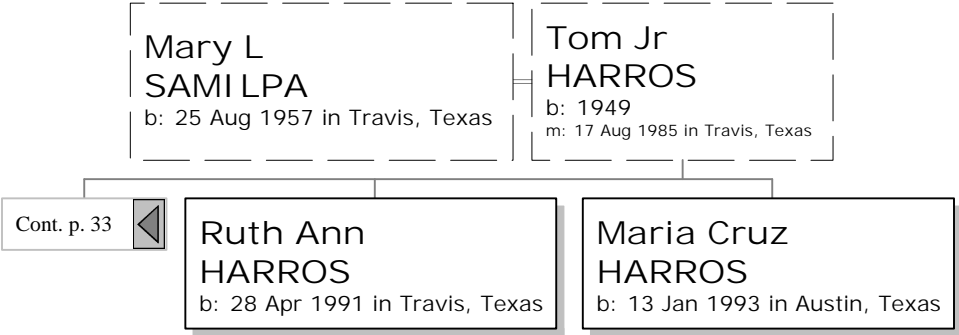 Mary L
SAMILPA
b: 25 Aug 1957 in Travis, Texas
Tom Jr
HARROS
b: 1949
m: 17 Aug 1985 in Travis, Texas
Cont. p. 33
Ruth Ann
HARROS
b: 28 Apr 1991 in Travis, Texas
Maria Cruz
HARROS
b: 13 Jan 1993 in Austin, Texas